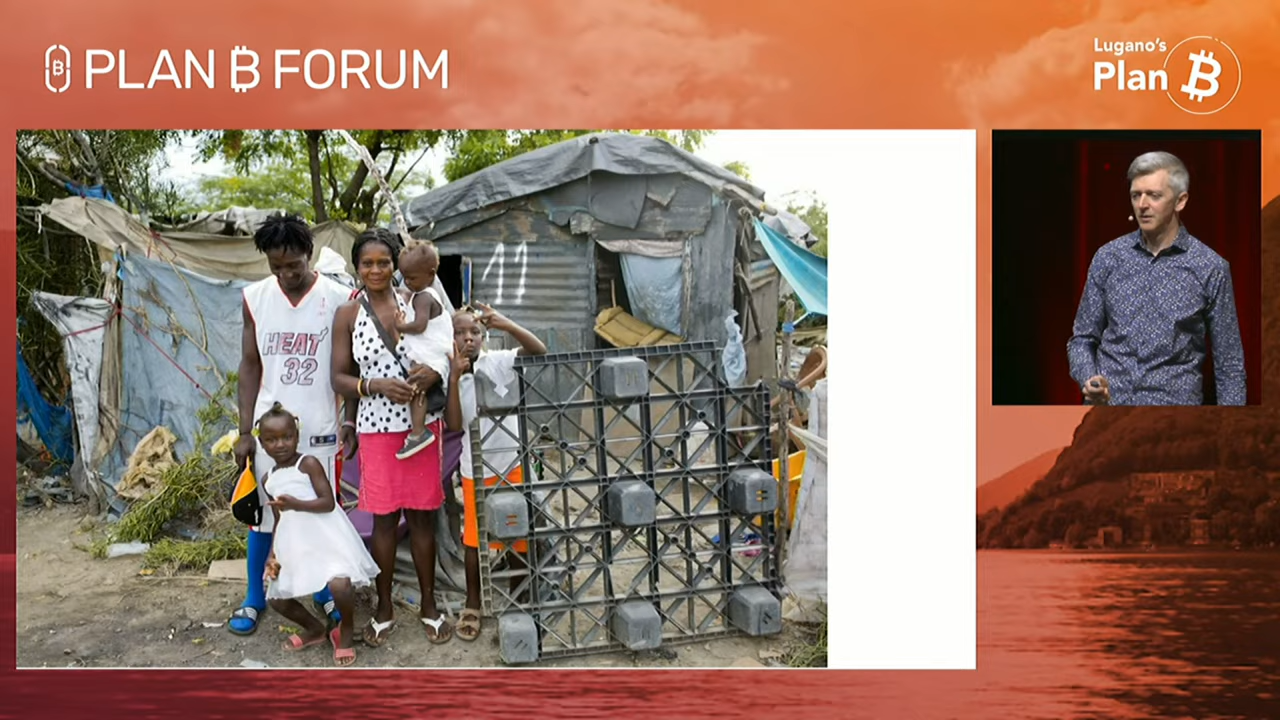 PLAN ₿ FORUM
Lugano's
Plan ₿
11
HEAT
32